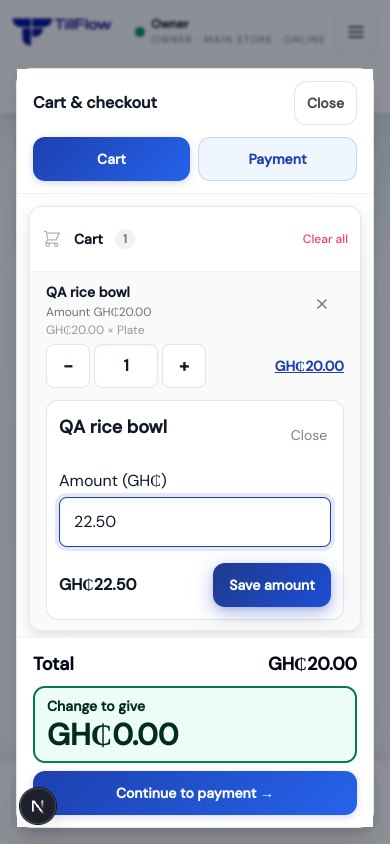 TillFlow
Owner
OWNER · MAIN STORE · ONLINE
Cart & checkout
Close
Cart
Payment
Cart 1
Clear all
QA rice bowl
Amount GH₵20.00
GH₵20.00 × Plate
− 1 +
GH₵20.00
QA rice bowl
Close
Amount (GH₵)
22.50
GH₵22.50
Save amount
Total
GH₵20.00
Change to give
GH₵0.00
Continue to payment →
N